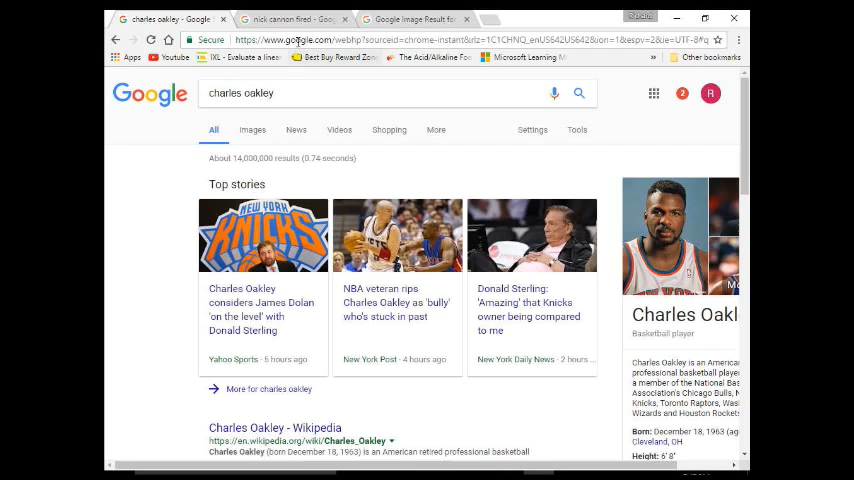 charles oakley - Google S
nick cannon fired - Goog
Google Image Result for
Secure
https://www.google.com/webhp?sourceid=chrome-instant&rlz=1C1CHNQ_enUS642US642&ion=1&espv=2&ie=UTF-8#q
Apps
Youtube
IXL - Evaluate a linea
Best Buy Reward Zone
The Acid/Alkaline Foo
Microsoft Learning M
»
Other bookmarks
Google
charles oakley
2
R
All
Images
News
Videos
Shopping
More
Settings
Tools
About 14,000,000 results (0.74 seconds)
Top stories
NEW YORK
KNICKS
Charles Oakley
considers James Dolan
'on the level' with
Donald Sterling
Yahoo Sports - 5 hours ago
NBA veteran rips
Charles Oakley as 'bully'
who's stuck in past
New York Post - 4 hours ago
Donald Sterling:
'Amazing' that Knicks
owner being compared
to me
New York Daily News - 2 hours ...
More for charles oakley
Charles Oakley - Wikipedia
https://en.wikipedia.org/wiki/Charles_Oakley
Charles Oakley (born December 18, 1963) is an American retired professional basketball
Mo
Charles Oakl
Basketball player
Charles Oakley is an American
professional basketball player
a member of the National Bas
Association's Chicago Bulls, N
Knicks, Toronto Raptors, Was
Wizards and Houston Rockets
Born: December 18, 1963 (ag
Cleveland, OH
Height: 6' 8"